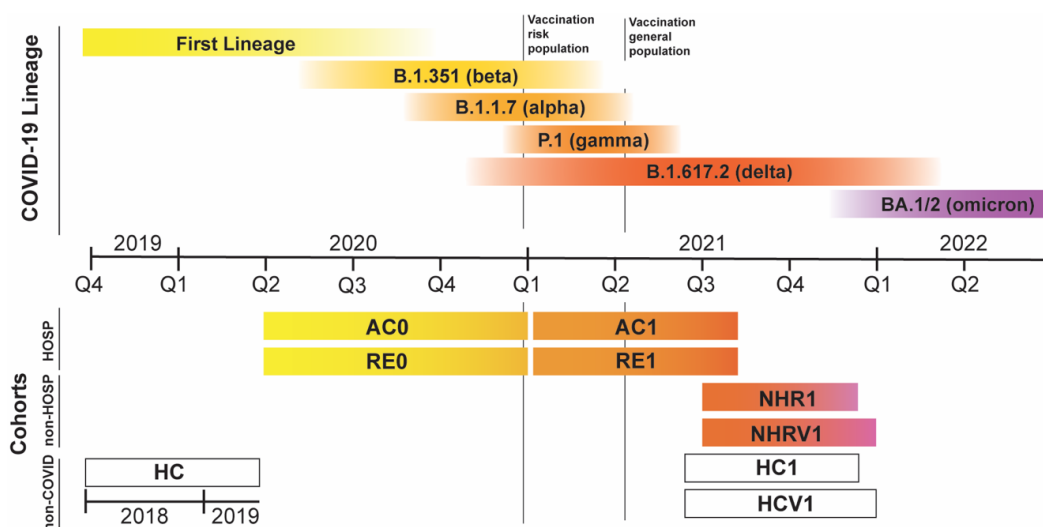 COVID-19 Lineage
Vaccination
risk
population
Vaccination
general
population
First Lineage
B.1.351 (beta)
B.1.1.7 (alpha)
P.1 (gamma)
B.1.617.2 (delta)
BA.1/2 (omicron)
2019 2020 2021 2022
Q4 Q1 Q2 Q3 Q4 Q1 Q2 Q3 Q1 Q2
Cohorts
HOSP
AC0 AC1
RE0 RE1
non-HOSP
NHR1
NHRV1
non-COVID
HC HC1
HCV1
2018 2019